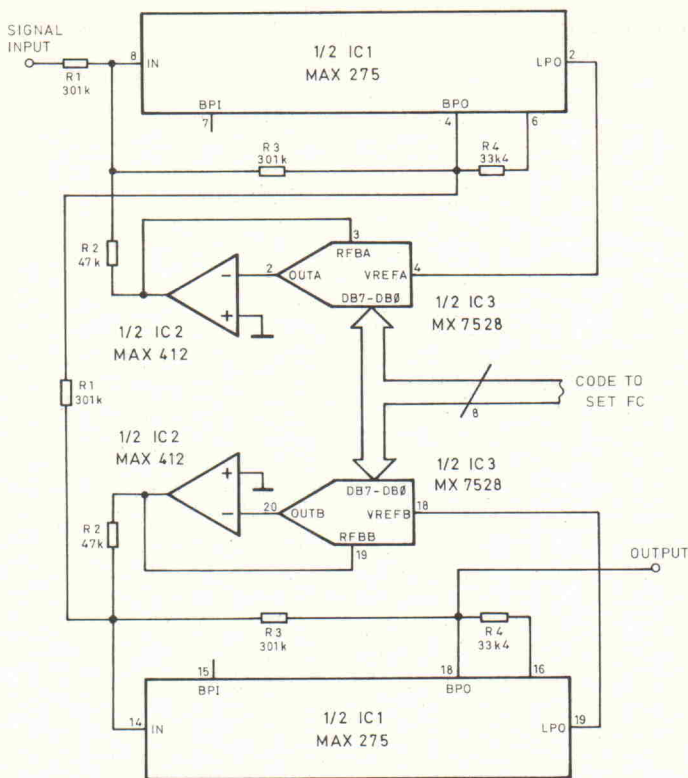 SIGNAL
INPUT
R1
301k
8
IN
1/2 IC1
MAX 275
LPO
2
BPI
7
BPO
4
6
R3
301k
R4
33k4
R2
47k
−
+
2
OUTA
3
RFBA
VREFA
4
DB7-DBØ
1/2 IC2
MAX 412
1/2 IC3
MX 7528
R1
301k
CODE TO
SET FC
8
1/2 IC2
MAX 412
1/2 IC3
MX 7528
+
−
20
OUTB
DB7-DBØ
VREFB
18
RFBB
19
R2
47k
OUTPUT
R3
301k
R4
33k4
15
BPI
18
BPO
16
14
IN
1/2 IC1
MAX 275
LPO
19